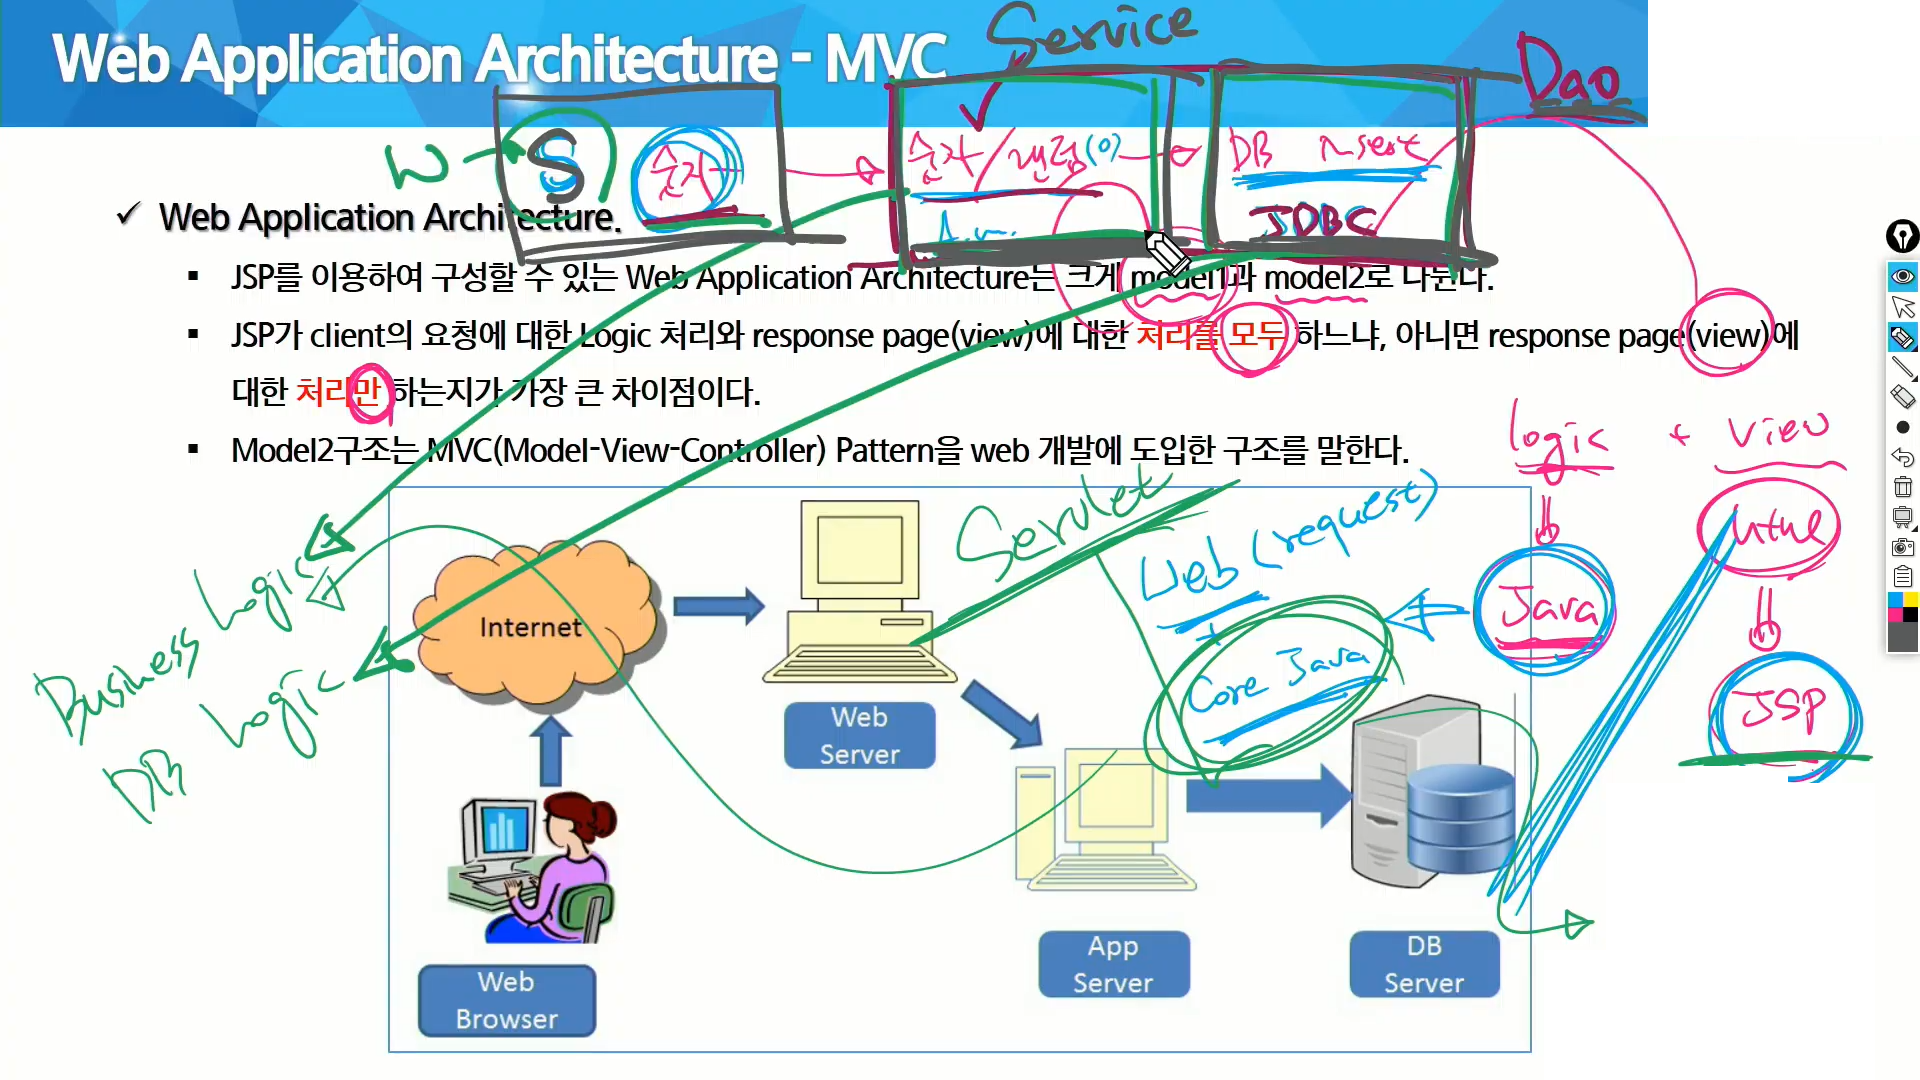 Web Application Architecture - MVC
Service
Dao
W → S
숫자
숫자/
(0)
DB Insert
JDBC
✓ Web Application Architecture.
▪ JSP를 이용하여 구성할 수 있는 Web Application Architecture는 크게 model1과 model2로 나뉜다.
▪ JSP가 client의 요청에 대한 Logic 처리와 response page(view)에 대한 처리를 모두 하느냐, 아니면 response page(view)에
대한 처리만 하는지가 가장 큰 차이점이다.
▪ Model2구조는 MVC(Model-View-Controller) Pattern을 web 개발에 도입한 구조를 말한다.
logic + View
Servlet
Web (request)
+
Core Java
Java
html
JSP
Business Logic
DB Logic
Internet
Web
Server
App
Server
DB
Server
Web
Browser